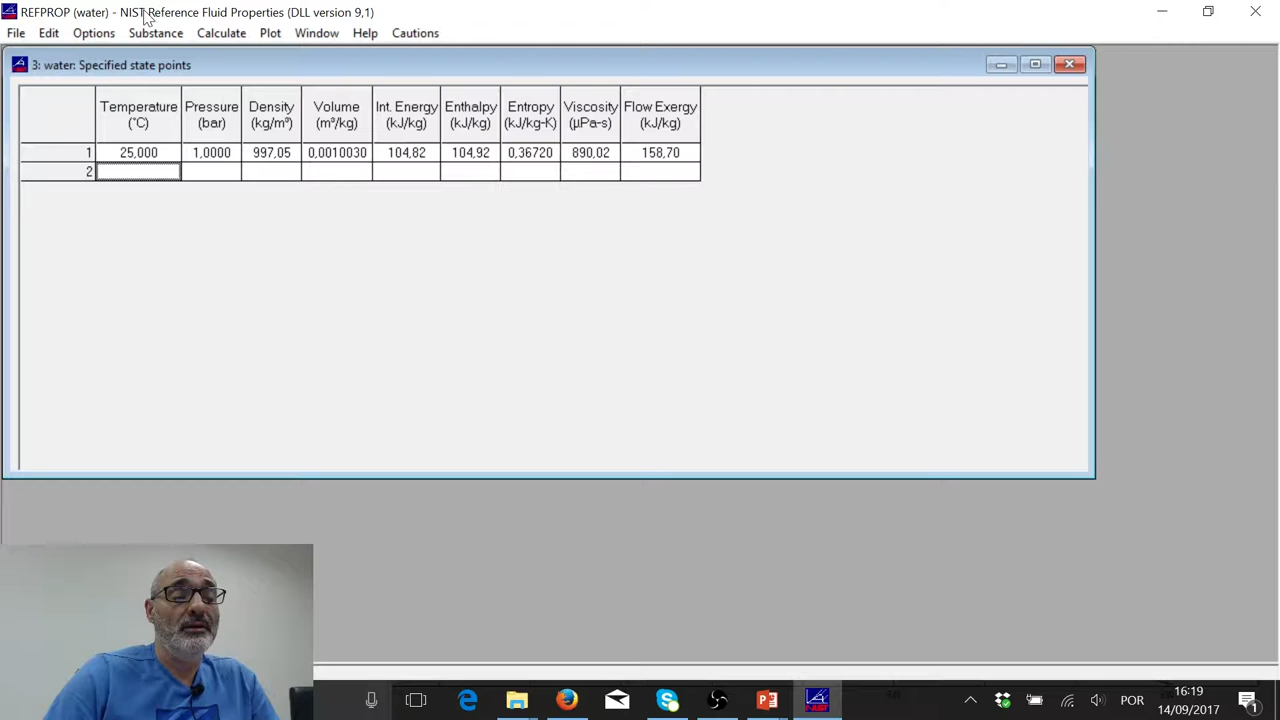 REFPROP (water) - NIST Reference Fluid Properties (DLL version 9,1)
File Edit Options Substance Calculate Plot Window Help Cautions
3: water: Specified state points
Temperature (°C) Pressure (bar) Density (kg/m³) Volume (m³/kg) Int. Energy (kJ/kg) Enthalpy (kJ/kg) Entropy (kJ/kg-K) Viscosity (µPa-s) Flow Exergy (kJ/kg)
1 25,000 1,0000 997,05 0,0010030 104,82 104,92 0,36720 890,02 158,70
2
POR 16:19
14/09/2017 1